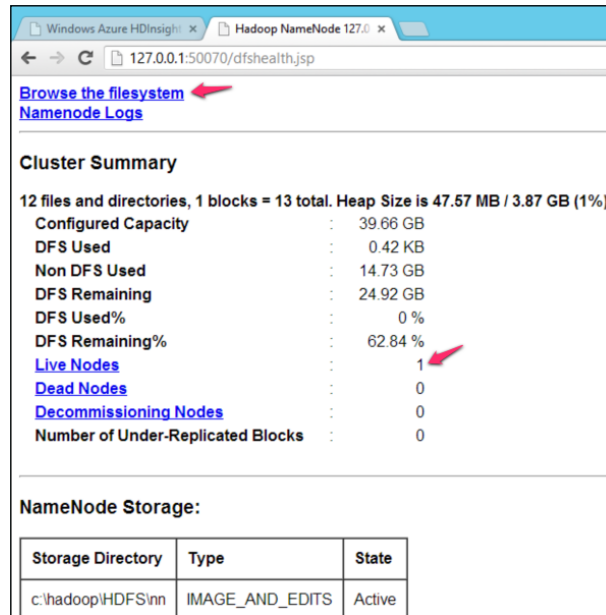 Windows Azure HDInsigh
Hadoop NameNode 127.0
127.0.0.1:50070/dfshealth.jsp
Browse the filesystem
Namenode Logs
Cluster Summary
12 files and directories, 1 blocks = 13 total. Heap Size is 47.57 MB / 3.87 GB (1%)
Configured Capacity : 39.66 GB
DFS Used : 0.42 KB
Non DFS Used : 14.73 GB
DFS Remaining : 24.92 GB
DFS Used% : 0 %
DFS Remaining% : 62.84 %
Live Nodes : 1
Dead Nodes : 0
Decommissioning Nodes : 0
Number of Under-Replicated Blocks : 0
NameNode Storage:
Storage Directory Type State
c:\hadoop\HDFS\nn IMAGE_AND_EDITS Active